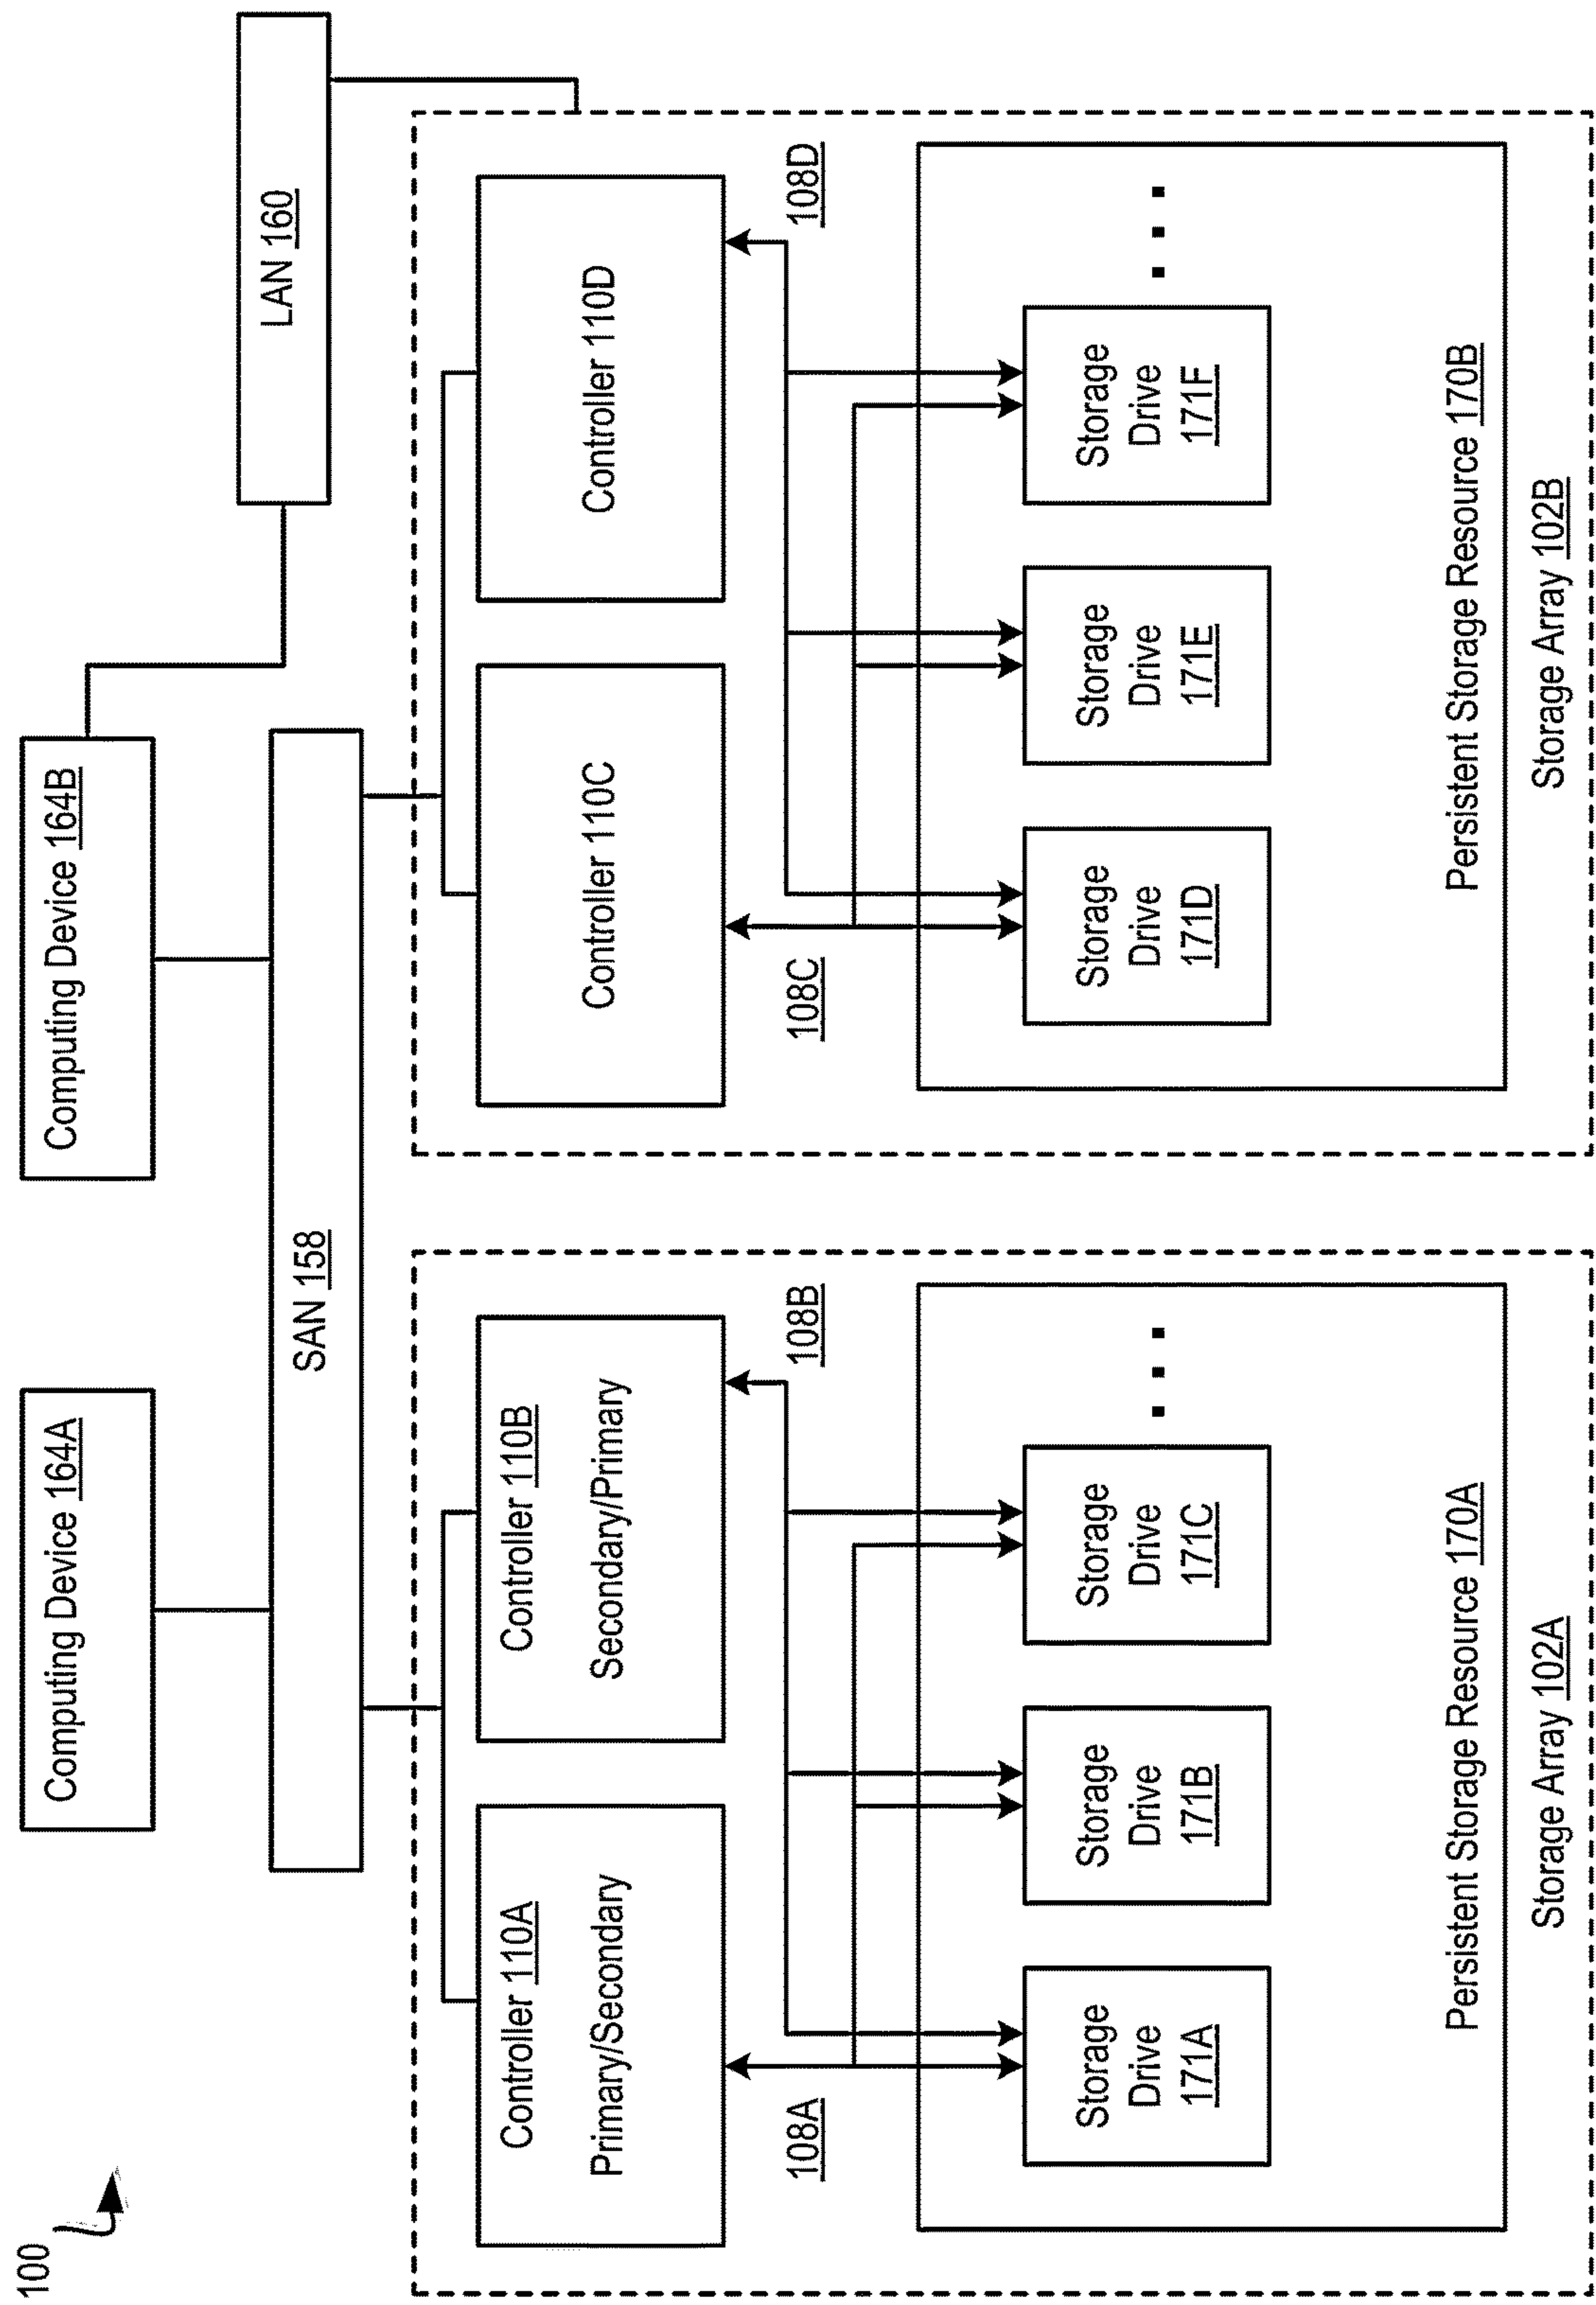 100
Computing Device 164A
Computing Device 164B
SAN 158
LAN 160
Controller 110A
Primary/Secondary
Controller 110B
Secondary/Primary
Controller 110C
Controller 110D
108A
108B
108C
108D
Storage
Drive
171A
Storage
Drive
171B
Storage
Drive
171C
Storage
Drive
171D
Storage
Drive
171E
Storage
Drive
171F
Persistent Storage Resource 170A
Persistent Storage Resource 170B
Storage Array 102A
Storage Array 102B